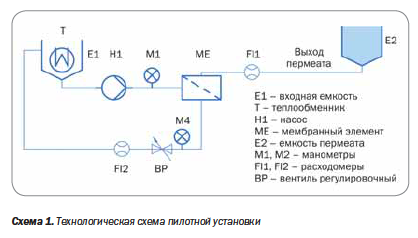 T
E1
H1
M1
ME
FI1
Выход
пермеата
E2
M4
FI2
BP
E1 – входная емкость
T – теплообменник
H1 – насос
ME – мембранный элемент
E2 – емкость пермеата
M1, M2 – манометры
FI1, FI2 – расходомеры
BP – вентиль регулировочный
Схема 1. Технологическая схема пилотной установки